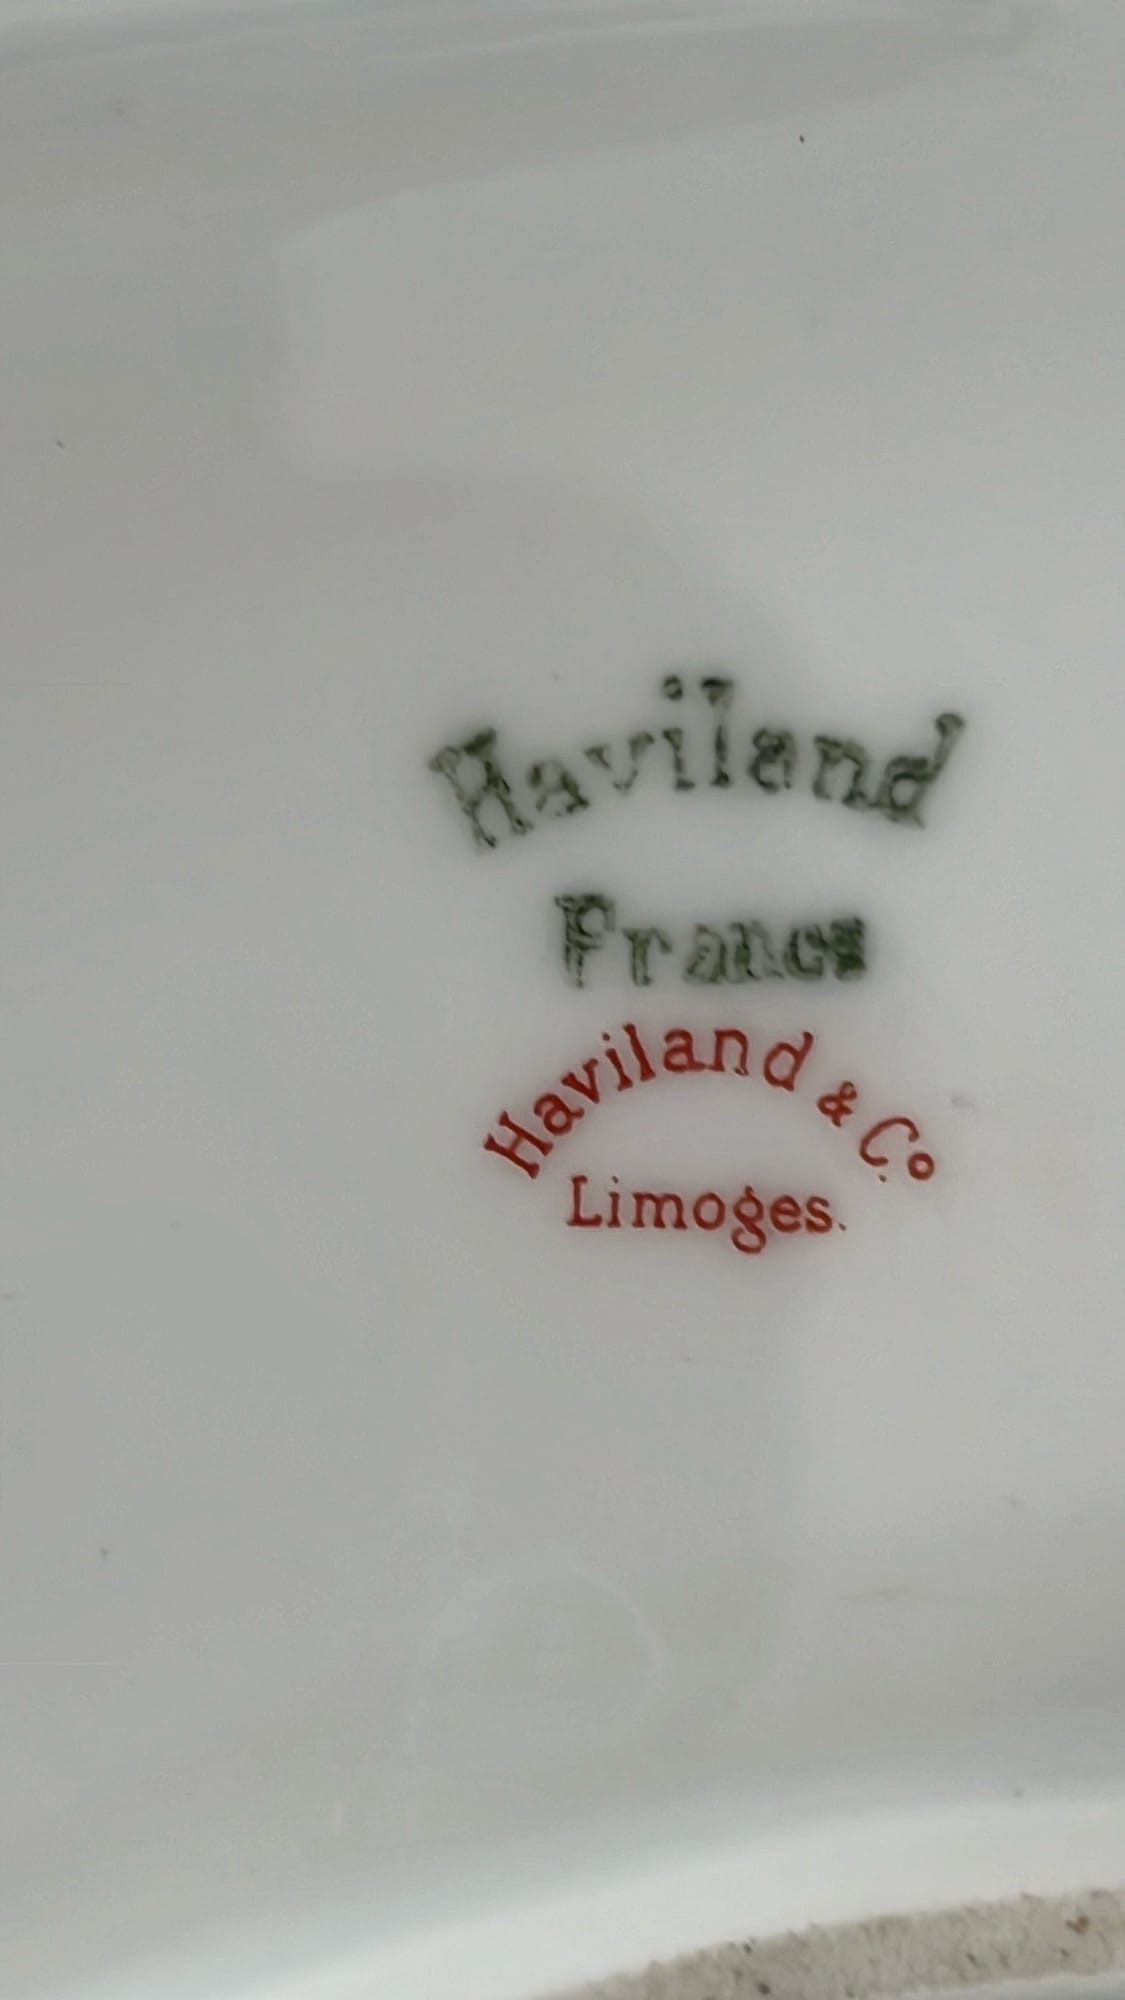 Haviland
France
Haviland & Co
Limoges.